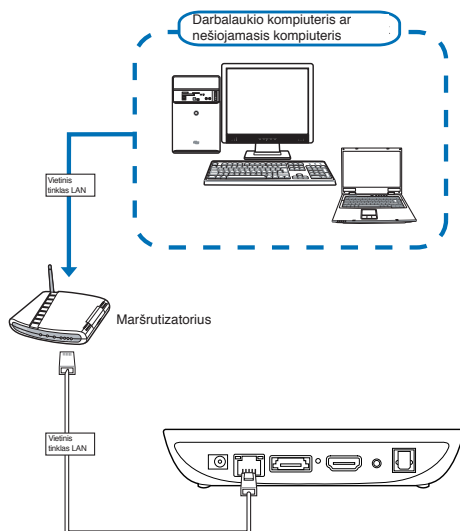 Darbalaukio kompiuteris ar
nešiojamasis kompiuteris
Vietinis
tinklas LAN
Maršrutizatorius
Vietinis
tinklas LAN